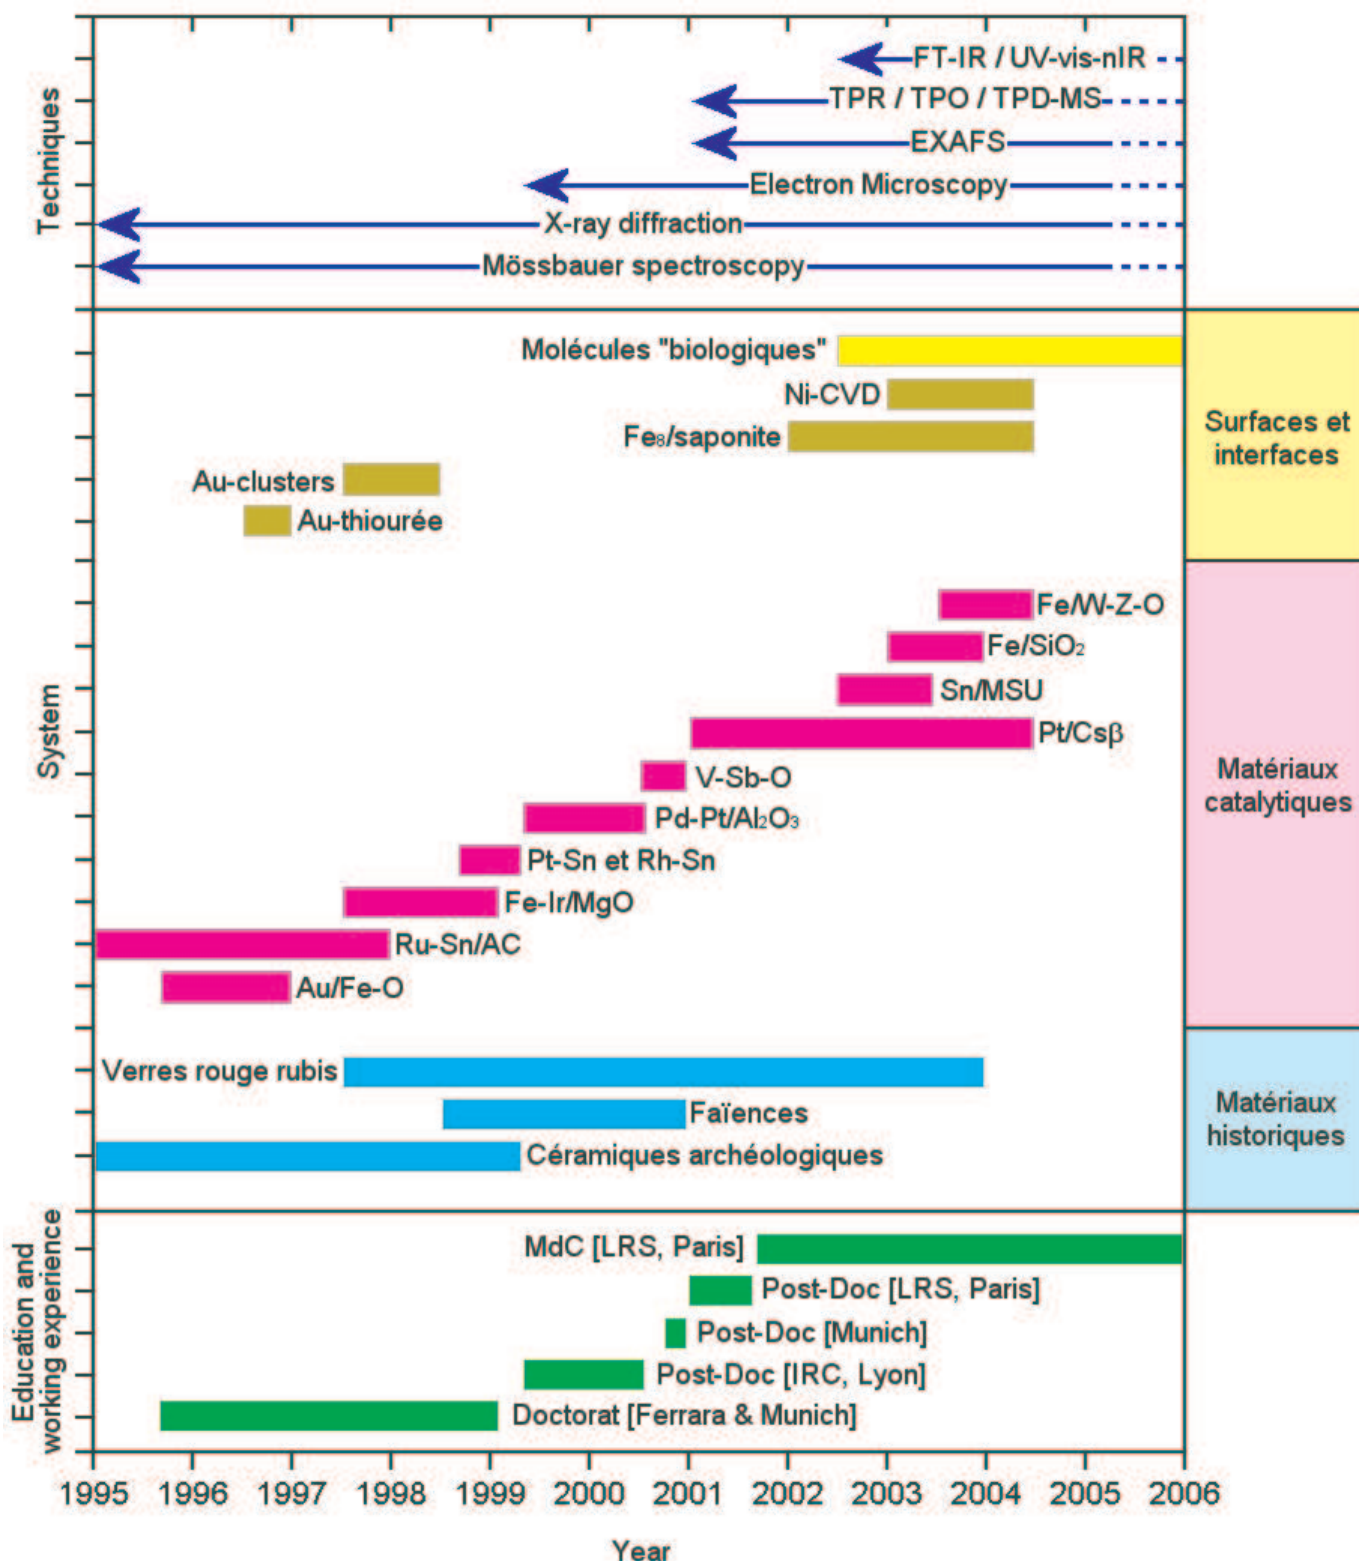 Techniques
FT-IR / UV-vis-nIR
TPR / TPO / TPD-MS
EXAFS
Electron Microscopy
X-ray diffraction
Mössbauer spectroscopy
System
Molécules "biologiques"
Ni-CVD
Fe₈/saponite
Au-clusters
Au-thiourée
Surfaces et
interfaces
Fe/W-Z-O
Fe/SiO₂
Sn/MSU
Pt/Csβ
V-Sb-O
Pd-Pt/Al₂O₃
Pt-Sn et Rh-Sn
Fe-Ir/MgO
Ru-Sn/AC
Au/Fe-O
Matériaux
catalytiques
Verres rouge rubis
Faïences
Céramiques archéologiques
Matériaux
historiques
Education and
working experience
MdC [LRS, Paris]
Post-Doc [LRS, Paris]
Post-Doc [Munich]
Post-Doc [IRC, Lyon]
Doctorat [Ferrara & Munich]
1995 1996 1997 1998 1999 2000 2001 2002 2003 2004 2005 2006
Year